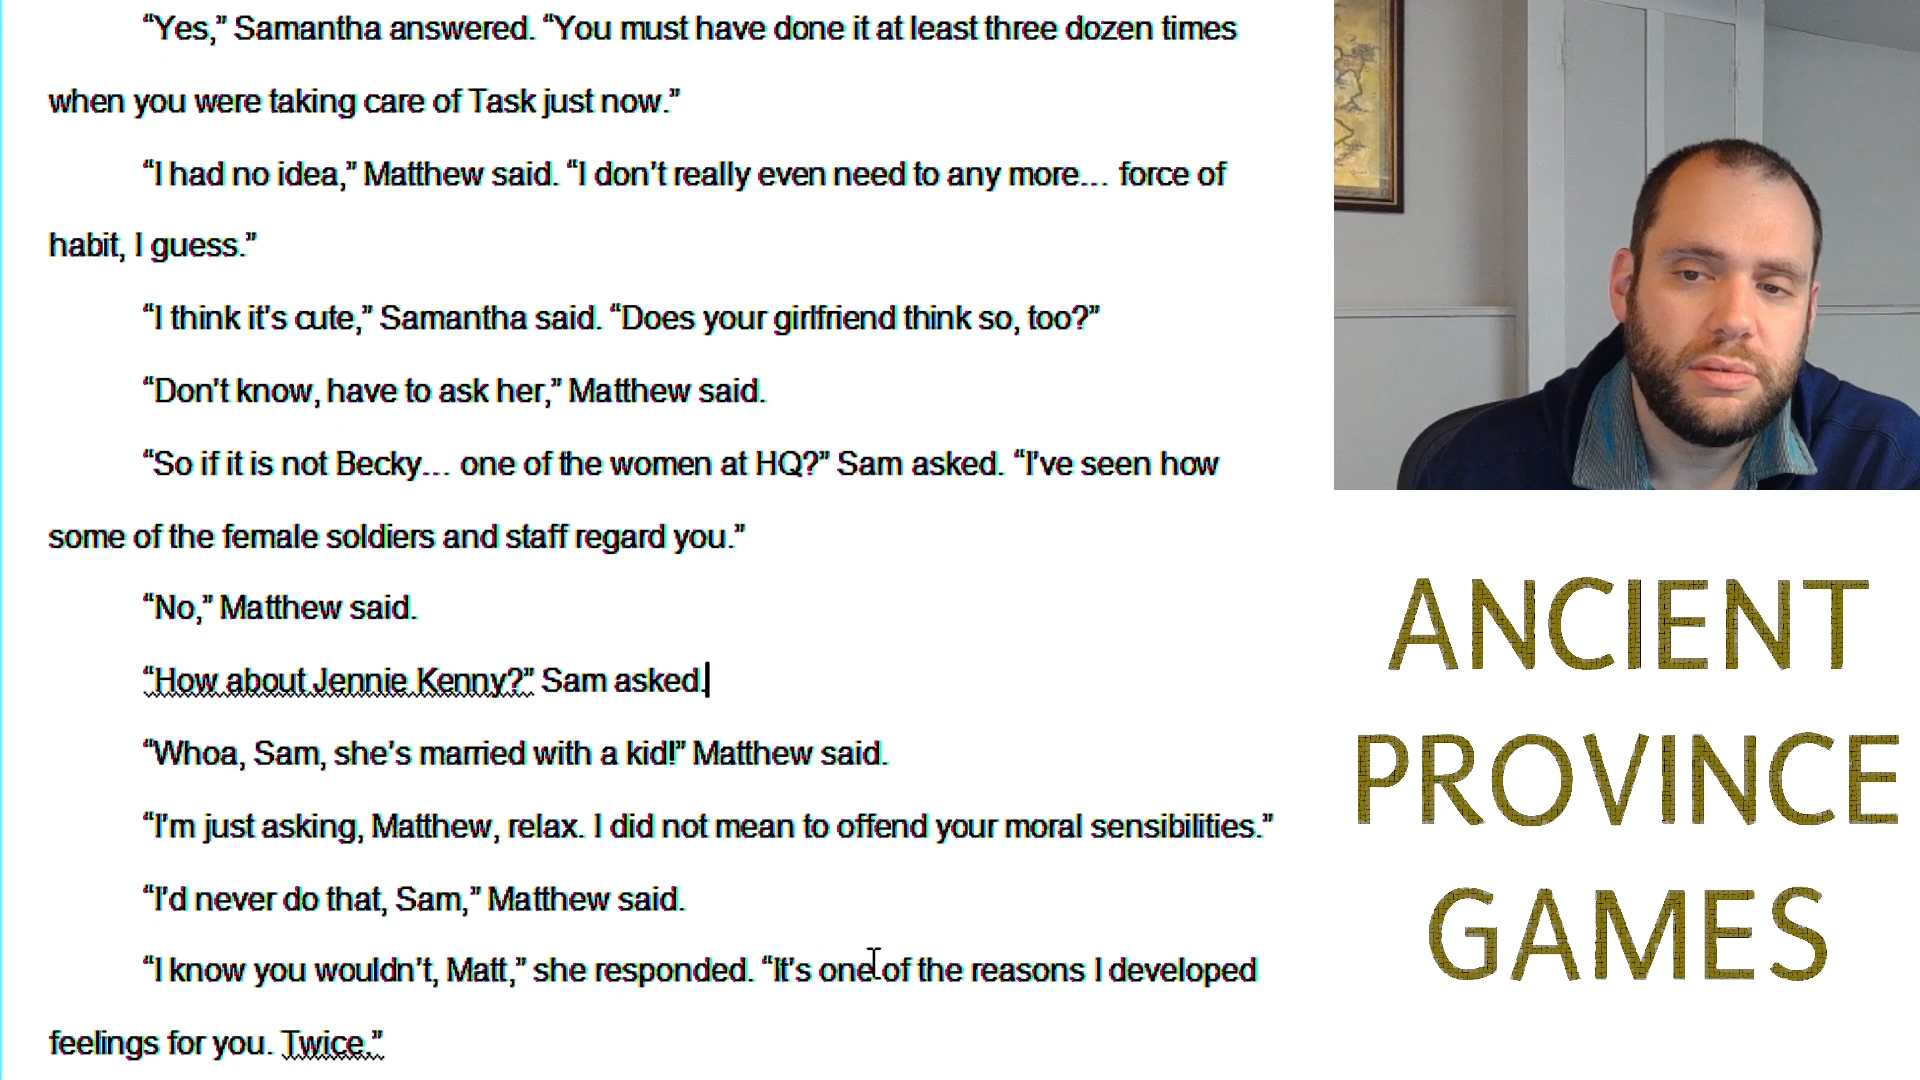 “Yes,” Samantha answered. “You must have done it at least three dozen times
when you were taking care of Task just now.”
“I had no idea,” Matthew said. “I don’t really even need to any more… force of
habit, I guess.”
“I think it’s cute,” Samantha said. “Does your girlfriend think so, too?”
“Don’t know, have to ask her,” Matthew said.
“So if it is not Becky… one of the women at HQ?” Sam asked. “I’ve seen how
some of the female soldiers and staff regard you.”
“No,” Matthew said.
“How about Jennie Kenny?” Sam asked.
“Whoa, Sam, she’s married with a kid!” Matthew said.
“I’m just asking, Matthew, relax. I did not mean to offend your moral sensibilities.”
“I’d never do that, Sam,” Matthew said.
“I know you wouldn’t, Matt,” she responded. “It’s one of the reasons I developed
feelings for you. Twice.”
ANCIENT
PROVINCE
GAMES